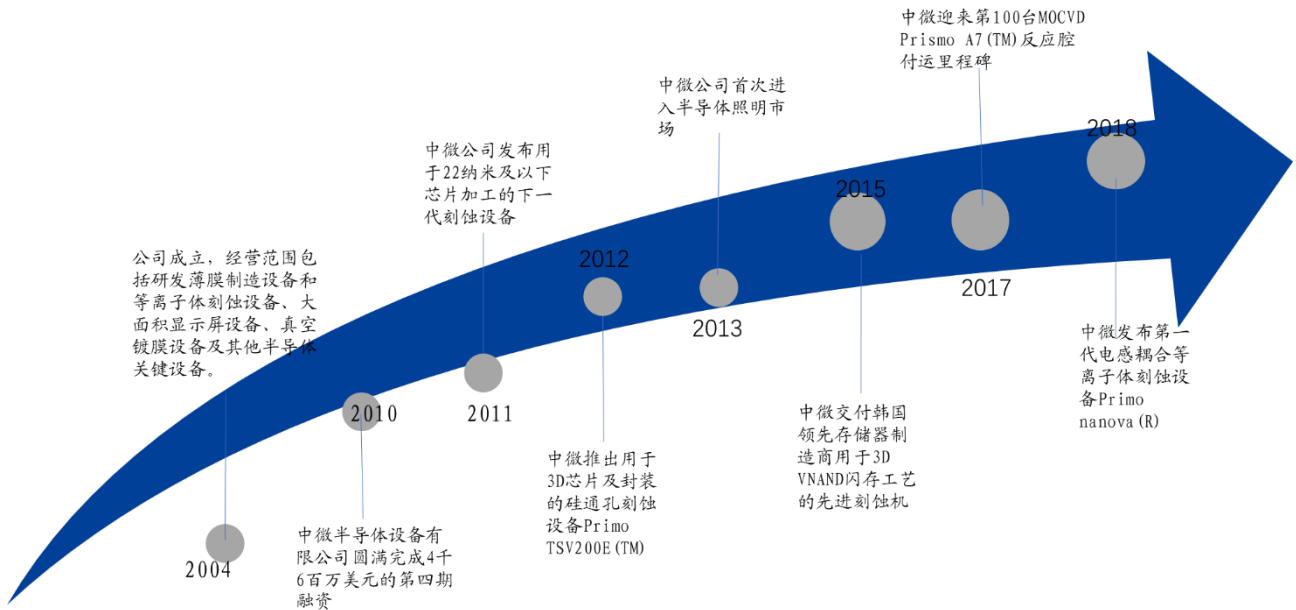 公司成立，经营范围包
括研发薄膜制造设备和
等离子体刻蚀设备、大
面积显示屏设备、真空
镀膜设备及其他半导体
关键设备。
2004
2010
中微半导体设备有
限公司圆满完成4千
6百万美元的第四期
融资
中微公司发布用
于22纳米及以下
芯片加工的下一
代刻蚀设备
2011
2012
中微推出用于
3D芯片及封装
的硅通孔刻蚀
设备Primo
TSV200E(TM)
中微公司首次进
入半导体照明市
场
2013
2015
中微交付韩国
领先存储器制
造商用于3D
VNAND闪存工艺
的先进刻蚀机
中微迎来第100台MOCVD
Prismo A7(TM)反应腔
付运里程碑
2017
2018
中微发布第一
代电感耦合等
离子体刻蚀设
备Primo
nanova(R)